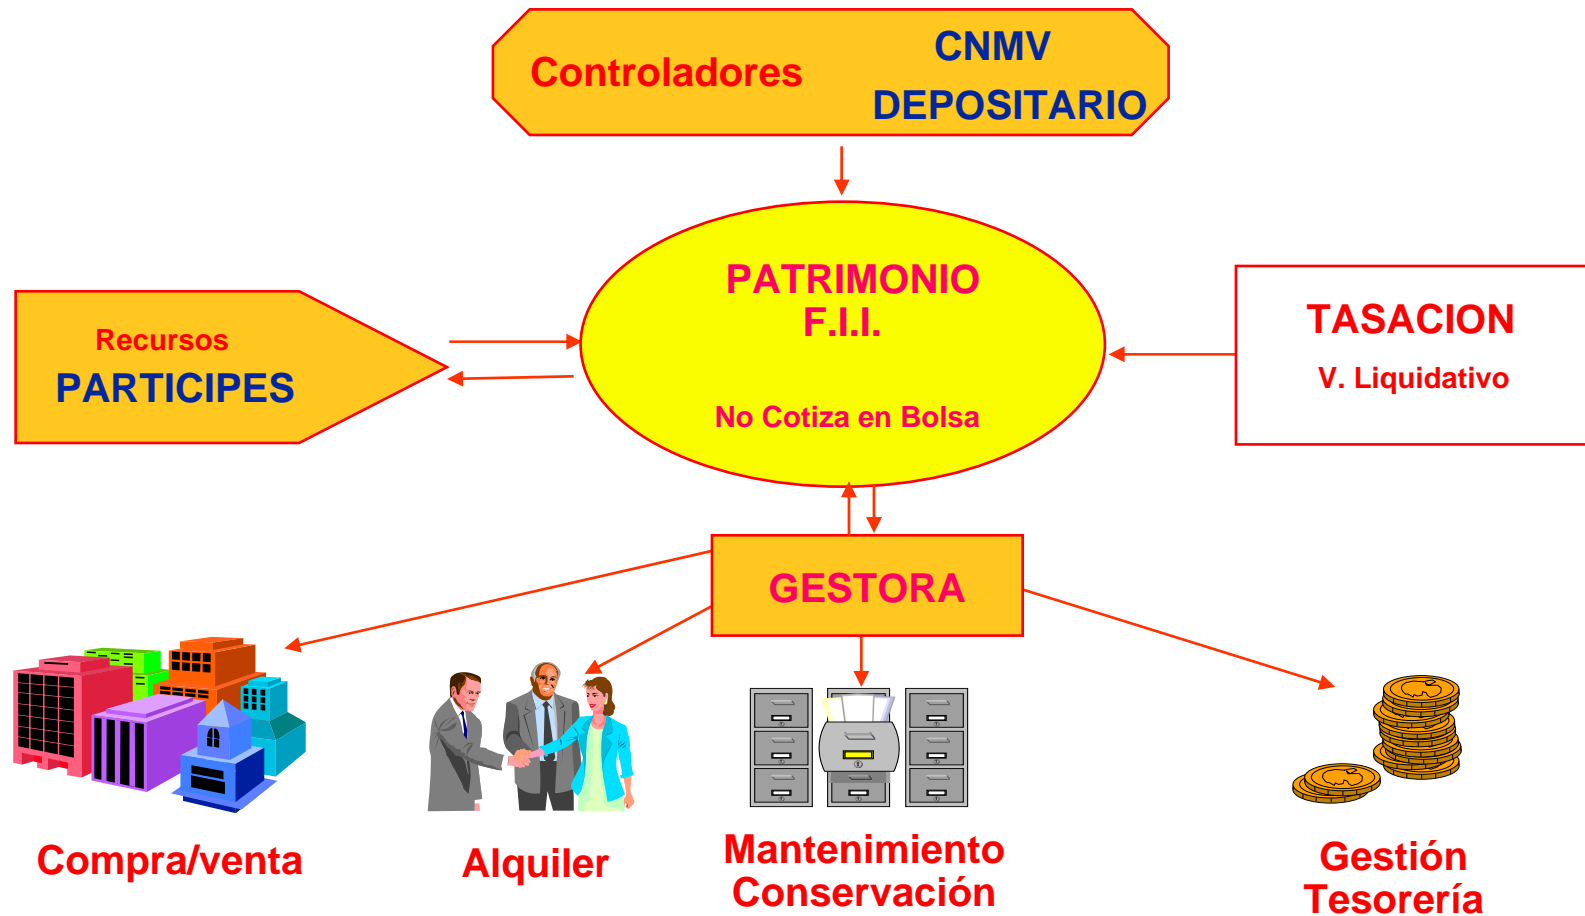 Controladores
CNMV
DEPOSITARIO
PATRIMONIO
F.I.I.
No Cotiza en Bolsa
Recursos
PARTICIPES
TASACION
V. Liquidativo
GESTORA
Compra/venta
Alquiler
Mantenimiento
Conservación
Gestión
Tesorería